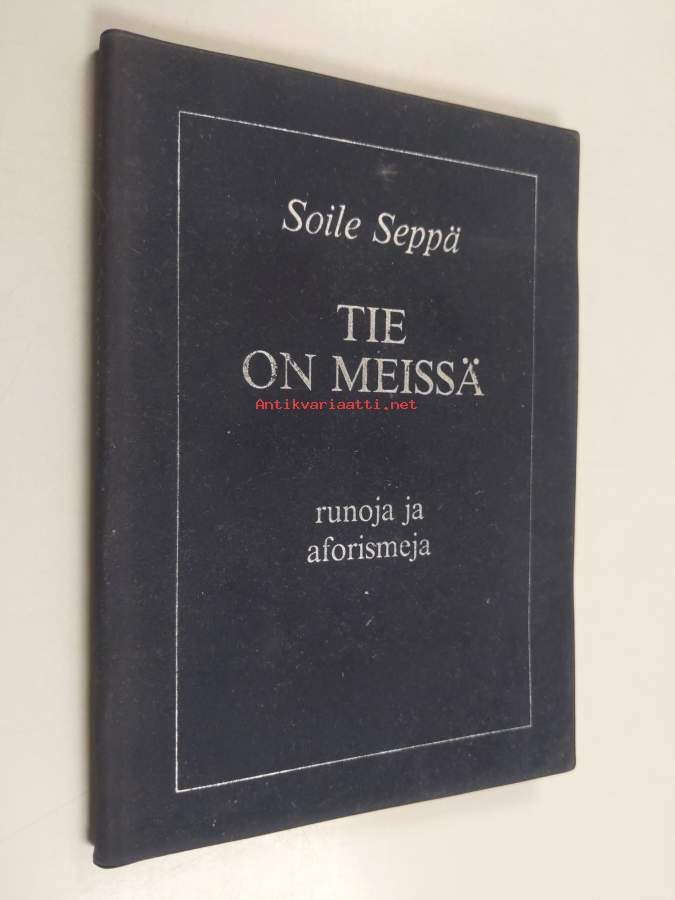 Soile Seppä
TIE
ON MEISSÄ
Antikvariaatti.net
runoja ja
aforismeja